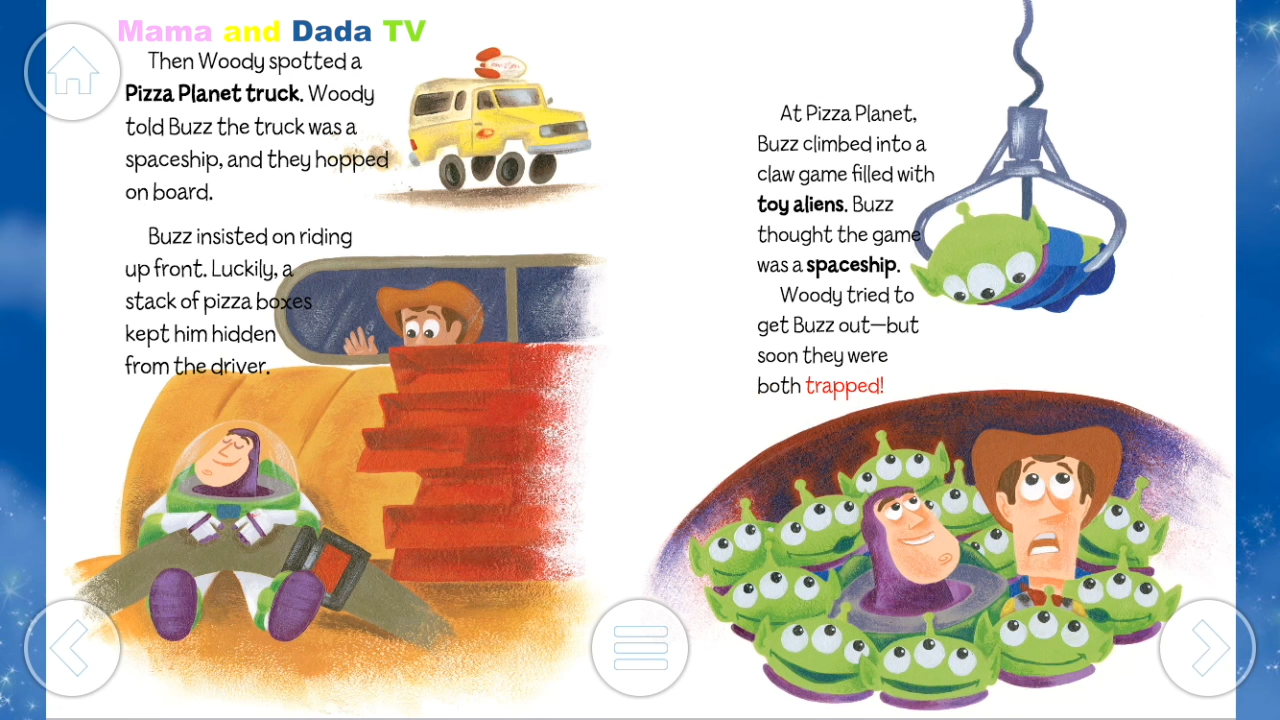 Mama and Dada TV
Then Woody spotted a
Pizza Planet truck. Woody
told Buzz the truck was a
spaceship, and they hopped
on board.
Buzz insisted on riding
up front. Luckily, a
stack of pizza boxes
kept him hidden
from the driver.
At Pizza Planet,
Buzz climbed into a
claw game filled with
toy aliens. Buzz
thought the game
was a spaceship.
Woody tried to
get Buzz out—but
soon they were
both trapped!